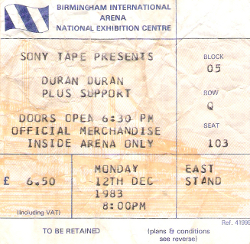 BIRMINGHAM INTERNATIONAL
ARENA
NATIONAL EXHIBITION CENTRE
SONY TAPE PRESENTS
BLOCK
05
DURAN DURAN
PLUS SUPPORT
ROW
Q
DOORS OPEN 6:30 PM
OFFICIAL MERCHANDISE
INSIDE ARENA ONLY
SEAT
103
£ 6.50
(including VAT)
MONDAY
12TH DEC
1983
8:00PM
EAST
STAND
TO BE RETAINED
(plans & conditions
see reverse)